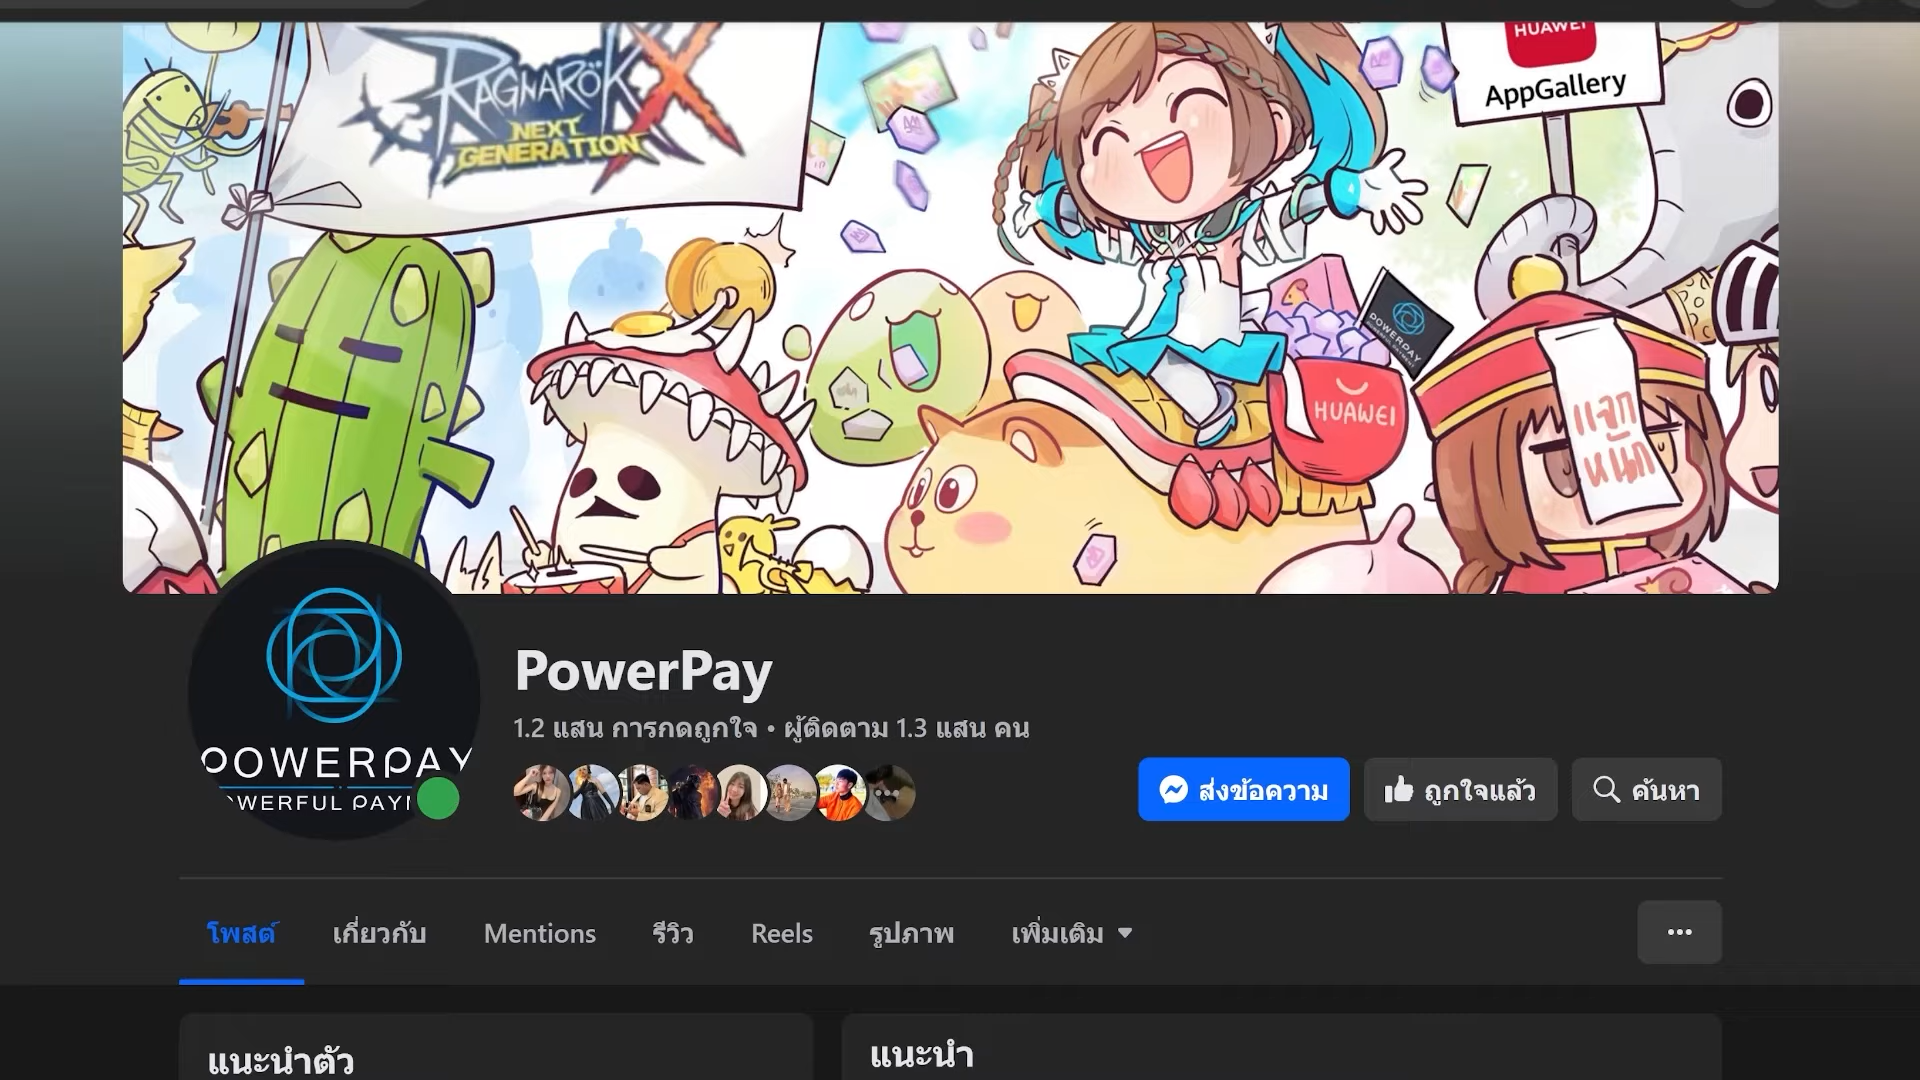 RAGNARÖK X
NEXT
GENERATION
HUAWEI
AppGallery
POWERPAY
HUAWEI
แจก
หนัก
POWERPAY
PowerPay
1.2 แสน การกดถูกใจ • ผู้ติดตาม 1.3 แสน คน
ส่งข้อความ
ถูกใจแล้ว
ค้นหา
โพสต์
เกี่ยวกับ
Mentions
รีวิว
Reels
รูปภาพ
เพิ่มเติม
แนะนำตัว
แนะนำ